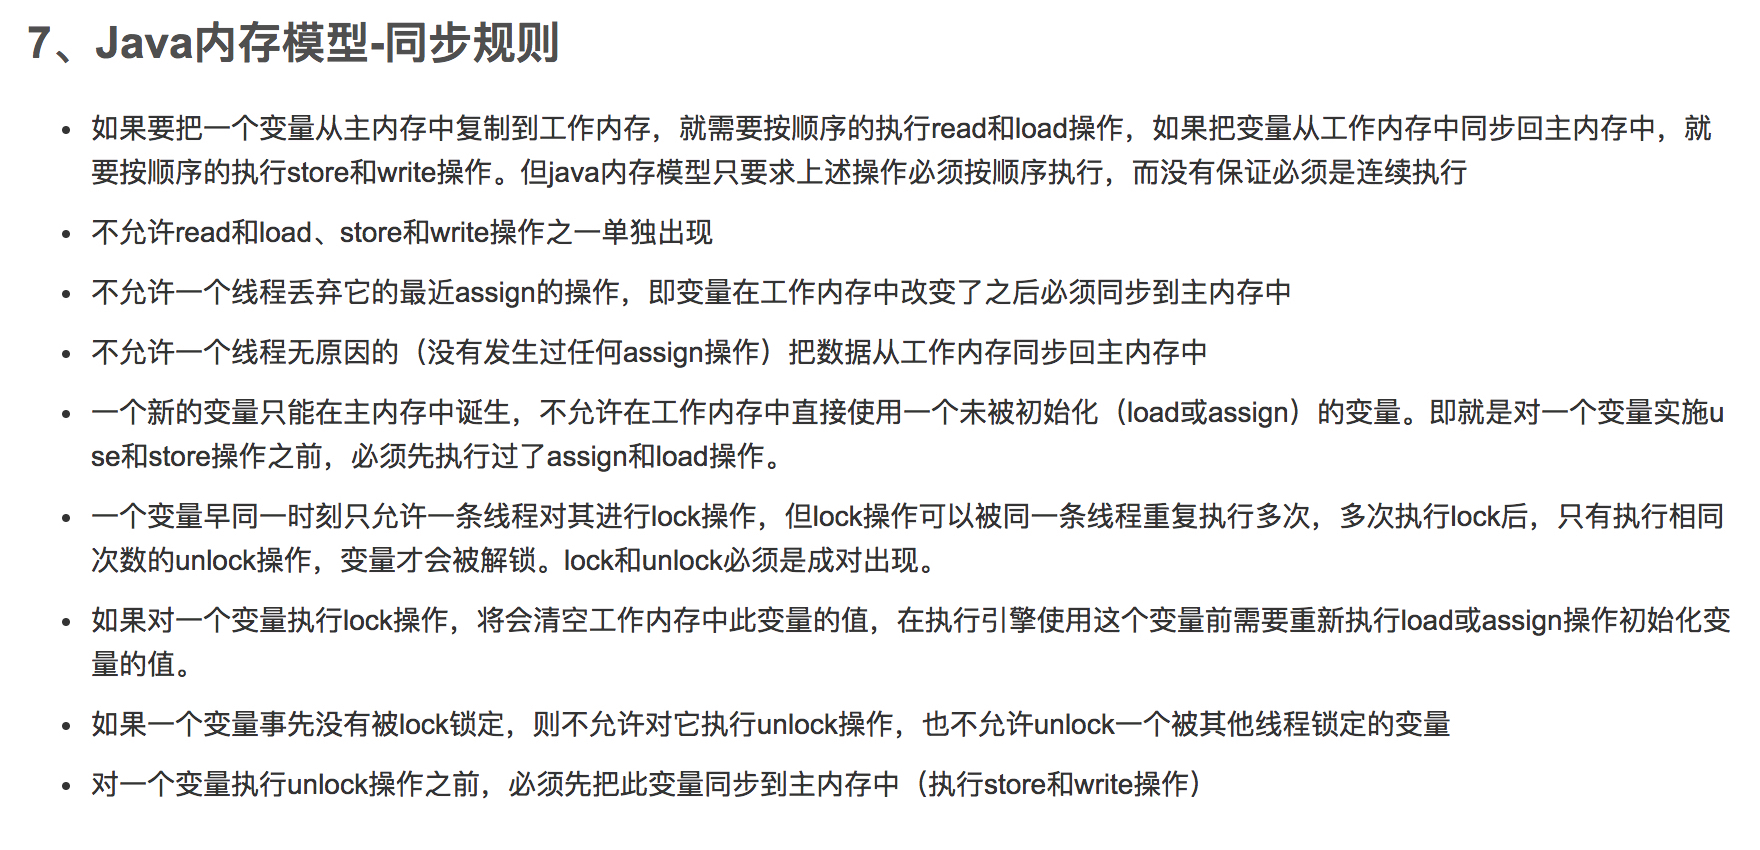 7、Java内存模型-同步规则
• 如果要把一个变量从主内存中复制到工作内存，就需要按顺序的执行read和load操作，如果把变量从工作内存中同步回主内存中，就
要按顺序的执行store和write操作。但java内存模型只要求上述操作必须按顺序执行，而没有保证必须是连续执行
• 不允许read和load、store和write操作之一单独出现
• 不允许一个线程丢弃它的最近assign的操作，即变量在工作内存中改变了之后必须同步到主内存中
• 不允许一个线程无原因的（没有发生过任何assign操作）把数据从工作内存同步回主内存中
• 一个新的变量只能在主内存中诞生，不允许在工作内存中直接使用一个未被初始化（load或assign）的变量。即就是对一个变量实施u
se和store操作之前，必须先执行过了assign和load操作。
• 一个变量早同一时刻只允许一条线程对其进行lock操作，但lock操作可以被同一条线程重复执行多次，多次执行lock后，只有执行相同
次数的unlock操作，变量才会被解锁。lock和unlock必须是成对出现。
• 如果对一个变量执行lock操作，将会清空工作内存中此变量的值，在执行引擎使用这个变量前需要重新执行load或assign操作初始化变
量的值。
• 如果一个变量事先没有被lock锁定，则不允许对它执行unlock操作，也不允许unlock一个被其他线程锁定的变量
• 对一个变量执行unlock操作之前，必须先把此变量同步到主内存中（执行store和write操作）